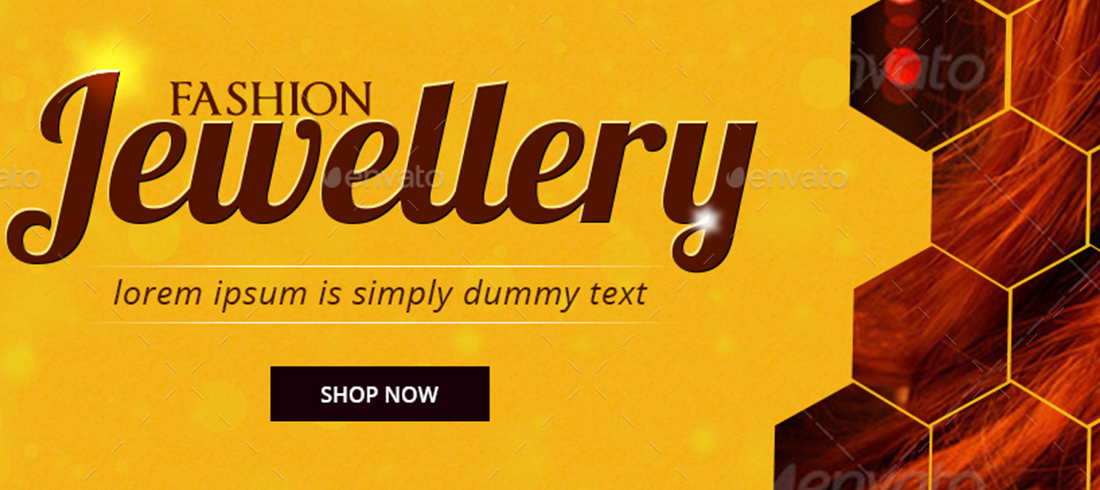 FASHION
Jewellery
lorem ipsum is simply dummy text
SHOP NOW
envato
envato
envato
envato
envato